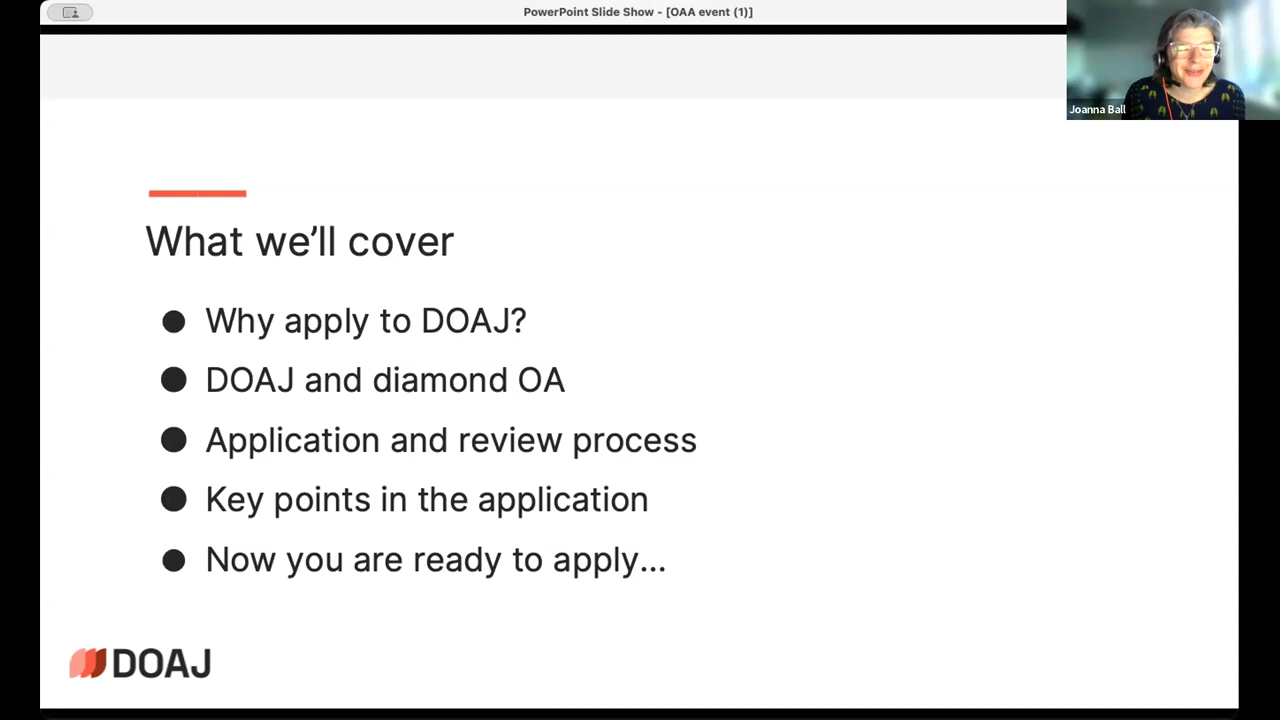 PowerPoint Slide Show - [OAA event (1)]
Joanna Ball
What we’ll cover
● Why apply to DOAJ?
● DOAJ and diamond OA
● Application and review process
● Key points in the application
● Now you are ready to apply...
DOAJ